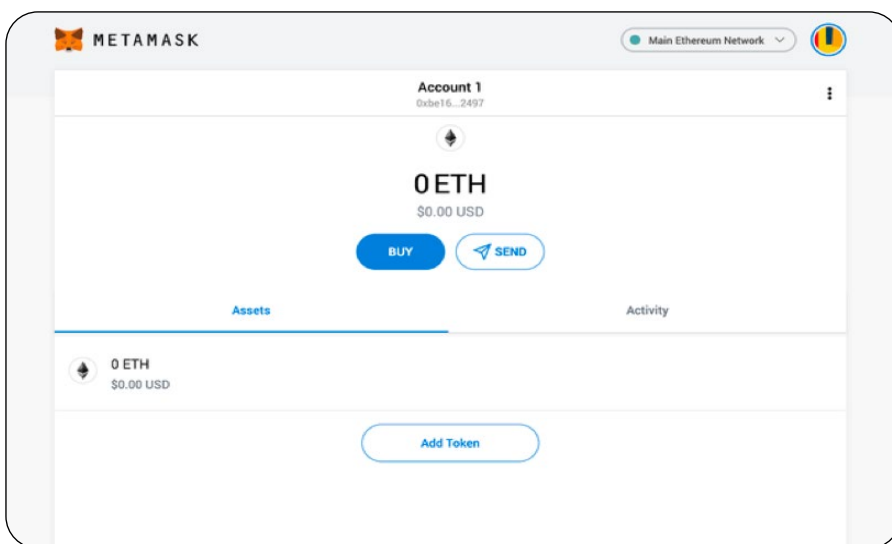 METAMASK
Main Ethereum Network
Account 1
0xbe16...2497
0 ETH
$0.00 USD
BUY
SEND
Assets
Activity
0 ETH
$0.00 USD
Add Token